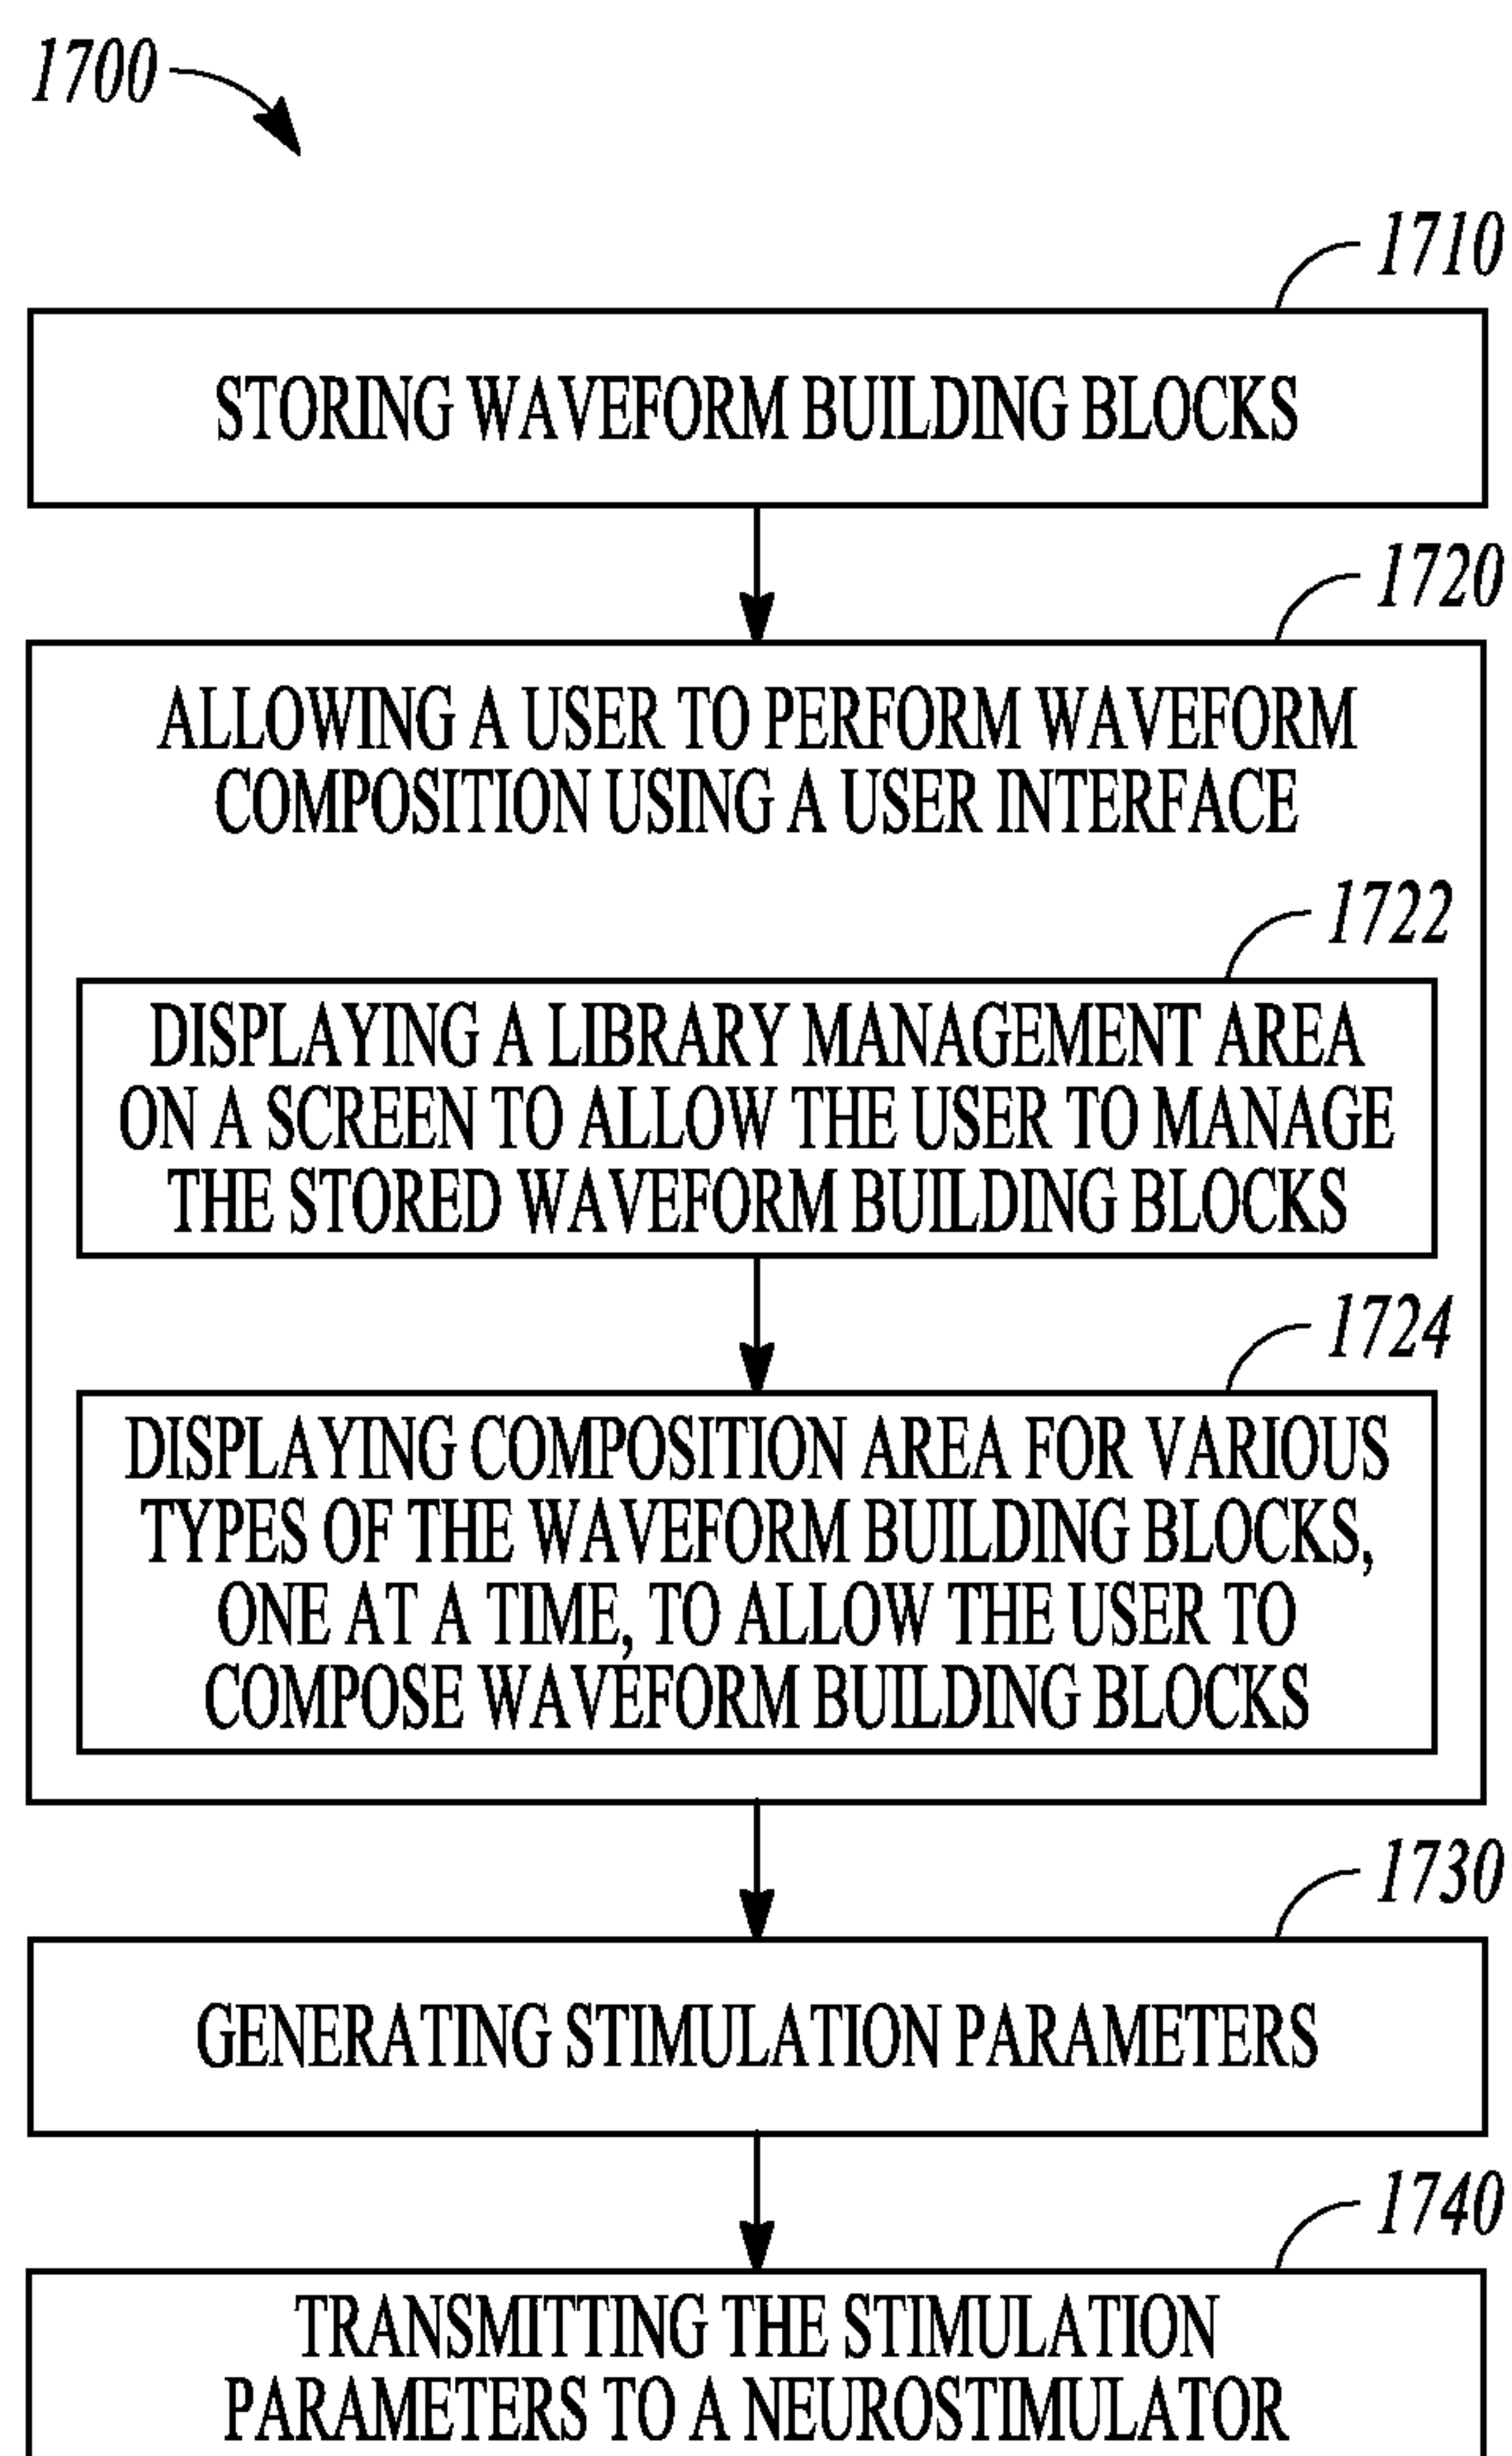 1700
1710
STORING WAVEFORM BUILDING BLOCKS
1720
ALLOWING A USER TO PERFORM WAVEFORM
COMPOSITION USING A USER INTERFACE
1722
DISPLAYING A LIBRARY MANAGEMENT AREA
ON A SCREEN TO ALLOW THE USER TO MANAGE
THE STORED WAVEFORM BUILDING BLOCKS
1724
DISPLAYING COMPOSITION AREA FOR VARIOUS
TYPES OF THE WAVEFORM BUILDING BLOCKS,
ONE AT A TIME, TO ALLOW THE USER TO
COMPOSE WAVEFORM BUILDING BLOCKS
1730
GENERATING STIMULATION PARAMETERS
1740
TRANSMITTING THE STIMULATION
PARAMETERS TO A NEUROSTIMULATOR